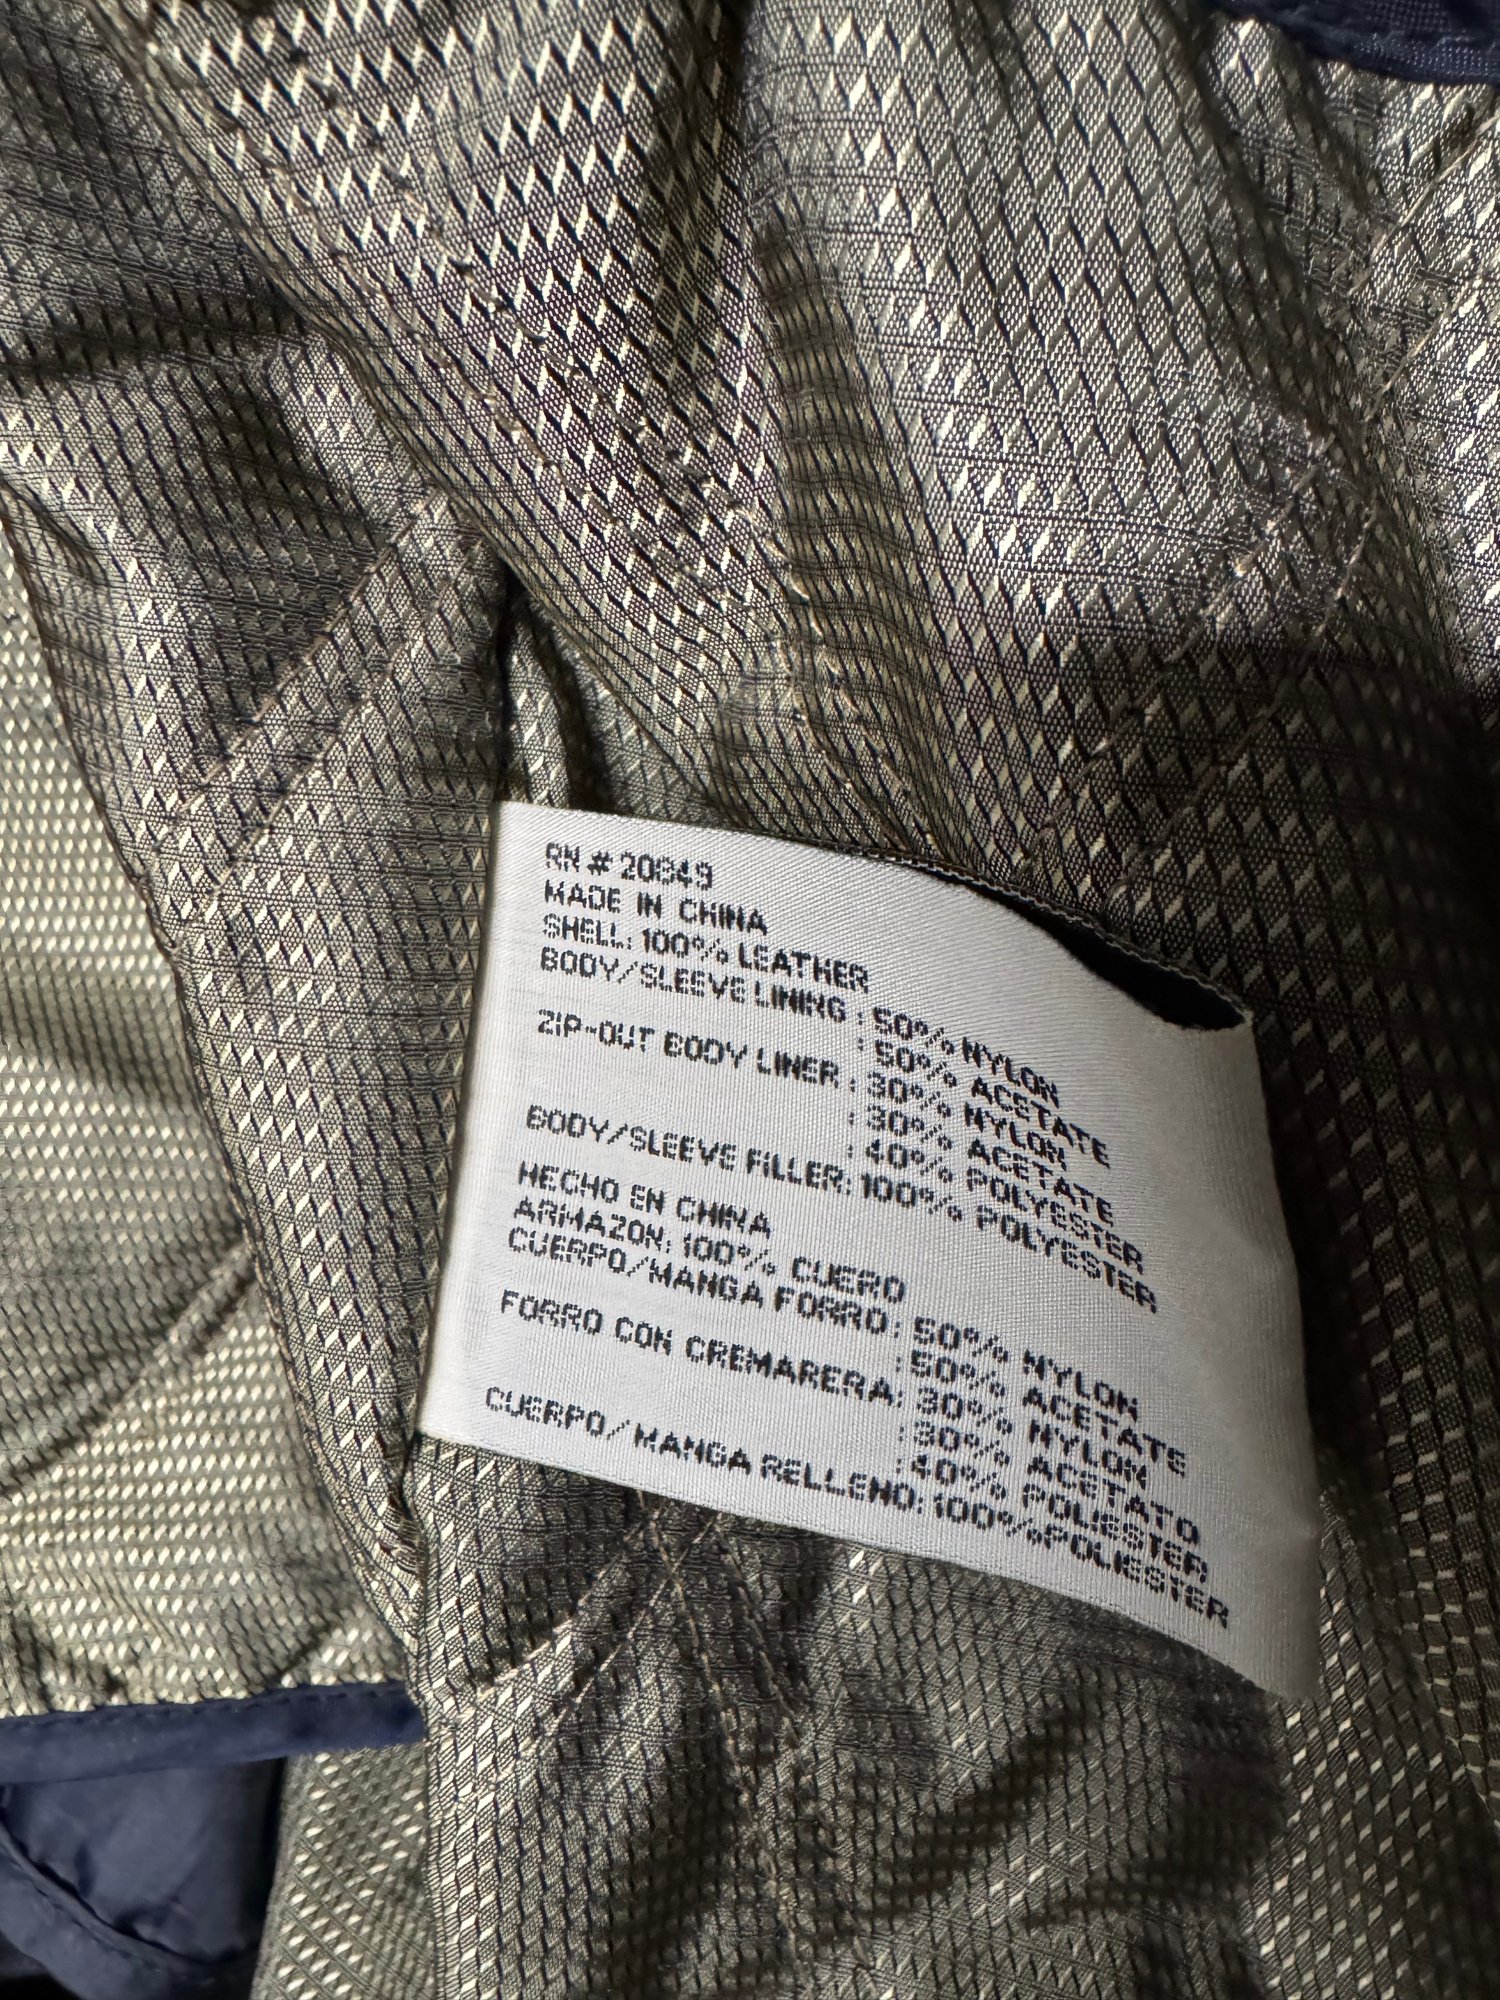 RN # 20949
MADE IN CHINA
SHELL: 100% LEATHER
BODY/SLEEVE LINING : 50% NYLON
: 50% ACETATE
ZIP-OUT BODY LINER : 30% NYLON
: 30% ACETATE
: 40% POLYESTER
BODY/SLEEVE FILLER: 100% POLYESTER
HECHO EN CHINA
ARMAZON: 100% CUERO
CUERPO/MANGA FORRO : 50% NYLON
: 50% ACETATE
FORRO CON CREMARERA: 30% NYLON
: 30% ACETATO
: 40% POLIESTER
CUERPO/MANGA RELLENO: 100%POLIESTER